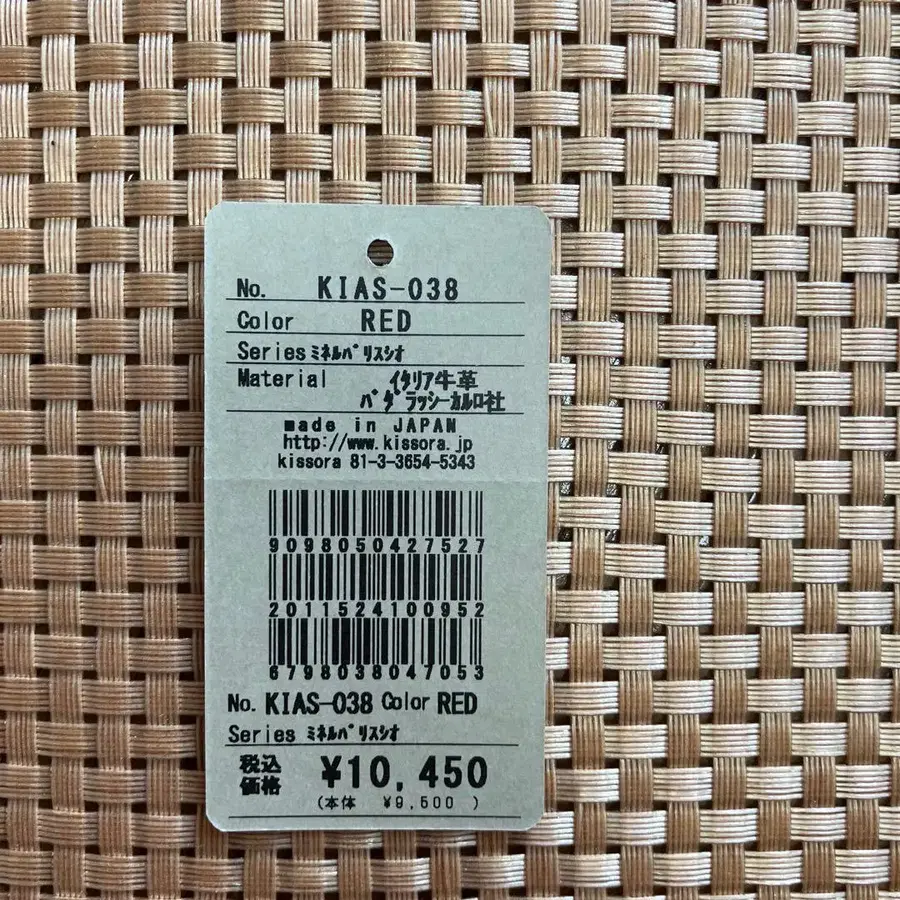 No. KIAS-038
Color RED
Series ﾐﾈﾙﾊﾞﾘｽｼｵ
Material ｲﾀﾘｱ牛革
ﾊﾞﾀﾞﾗｯｼｰｶﾙﾛ社
made in JAPAN
http://www.kissora.jp
kissora 81-3-3654-5343
9098050427527
2011524100952
6798038047053
No. KIAS-038 Color RED
Series ﾐﾈﾙﾊﾞﾘｽｼｵ
税込価格 ¥10,450
(本体 ¥9,500 )